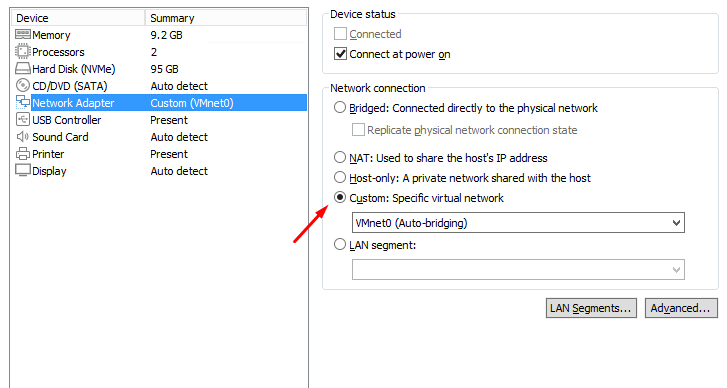 Device Summary
Memory 9.2 GB
Processors 2
Hard Disk (NVMe) 95 GB
CD/DVD (SATA) Auto detect
Network Adapter Custom (VMnet0)
USB Controller Present
Sound Card Auto detect
Printer Present
Display Auto detect
Device status
Connected
Connect at power on
Network connection
Bridged: Connected directly to the physical network
Replicate physical network connection state
NAT: Used to share the host's IP address
Host-only: A private network shared with the host
Custom: Specific virtual network
VMnet0 (Auto-bridging)
LAN segment:
LAN Segments... Advanced...